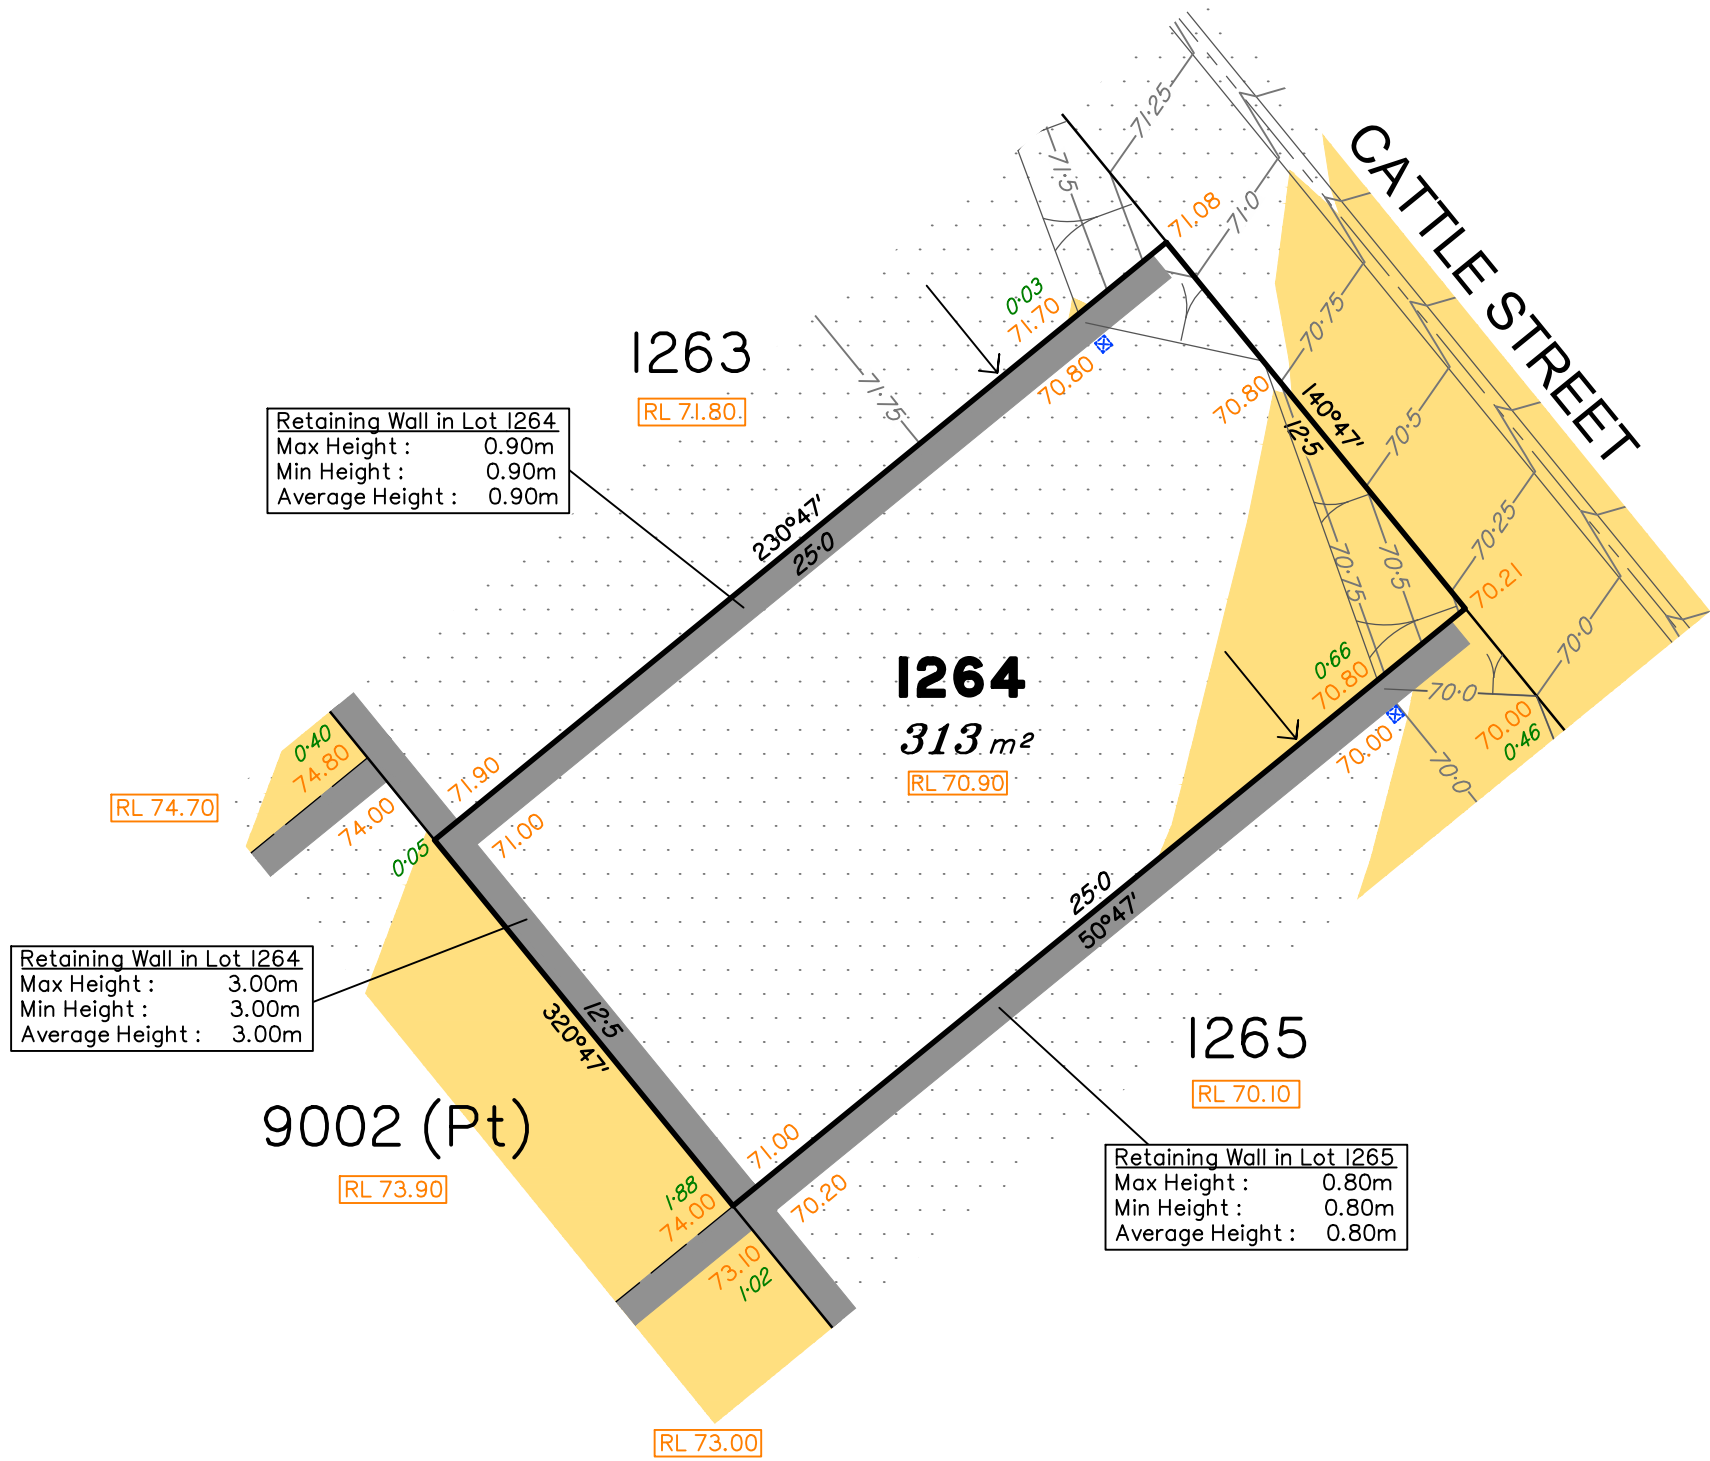 71·25
CATTLE STREET
71·5
71·0
71.08
0·03
71.70
70·75
1263
RL 71.80
71·75
70.80
70.80
140°47'
12·5
70·5
Retaining Wall in Lot 1264
Max Height : 0.90m
Min Height : 0.90m
Average Height : 0.90m
230°47'
25·0
70·25
70·75
70·5
70.21
1264
313 m²
RL 70.90
0·66
70.80
70·0
70·0
70.00
0·46
70.00
70·0
0·40
74.80
RL 74.70
74.00
71.90
71.00
0·05
25·0
50°47'
Retaining Wall in Lot 1264
Max Height : 3.00m
Min Height : 3.00m
Average Height : 3.00m
12·5
320°47'
1265
RL 70.10
9002 (Pt)
RL 73.90
71.00
70.20
1·88
74.00
73.10
1·02
Retaining Wall in Lot 1265
Max Height : 0.80m
Min Height : 0.80m
Average Height : 0.80m
RL 73.00